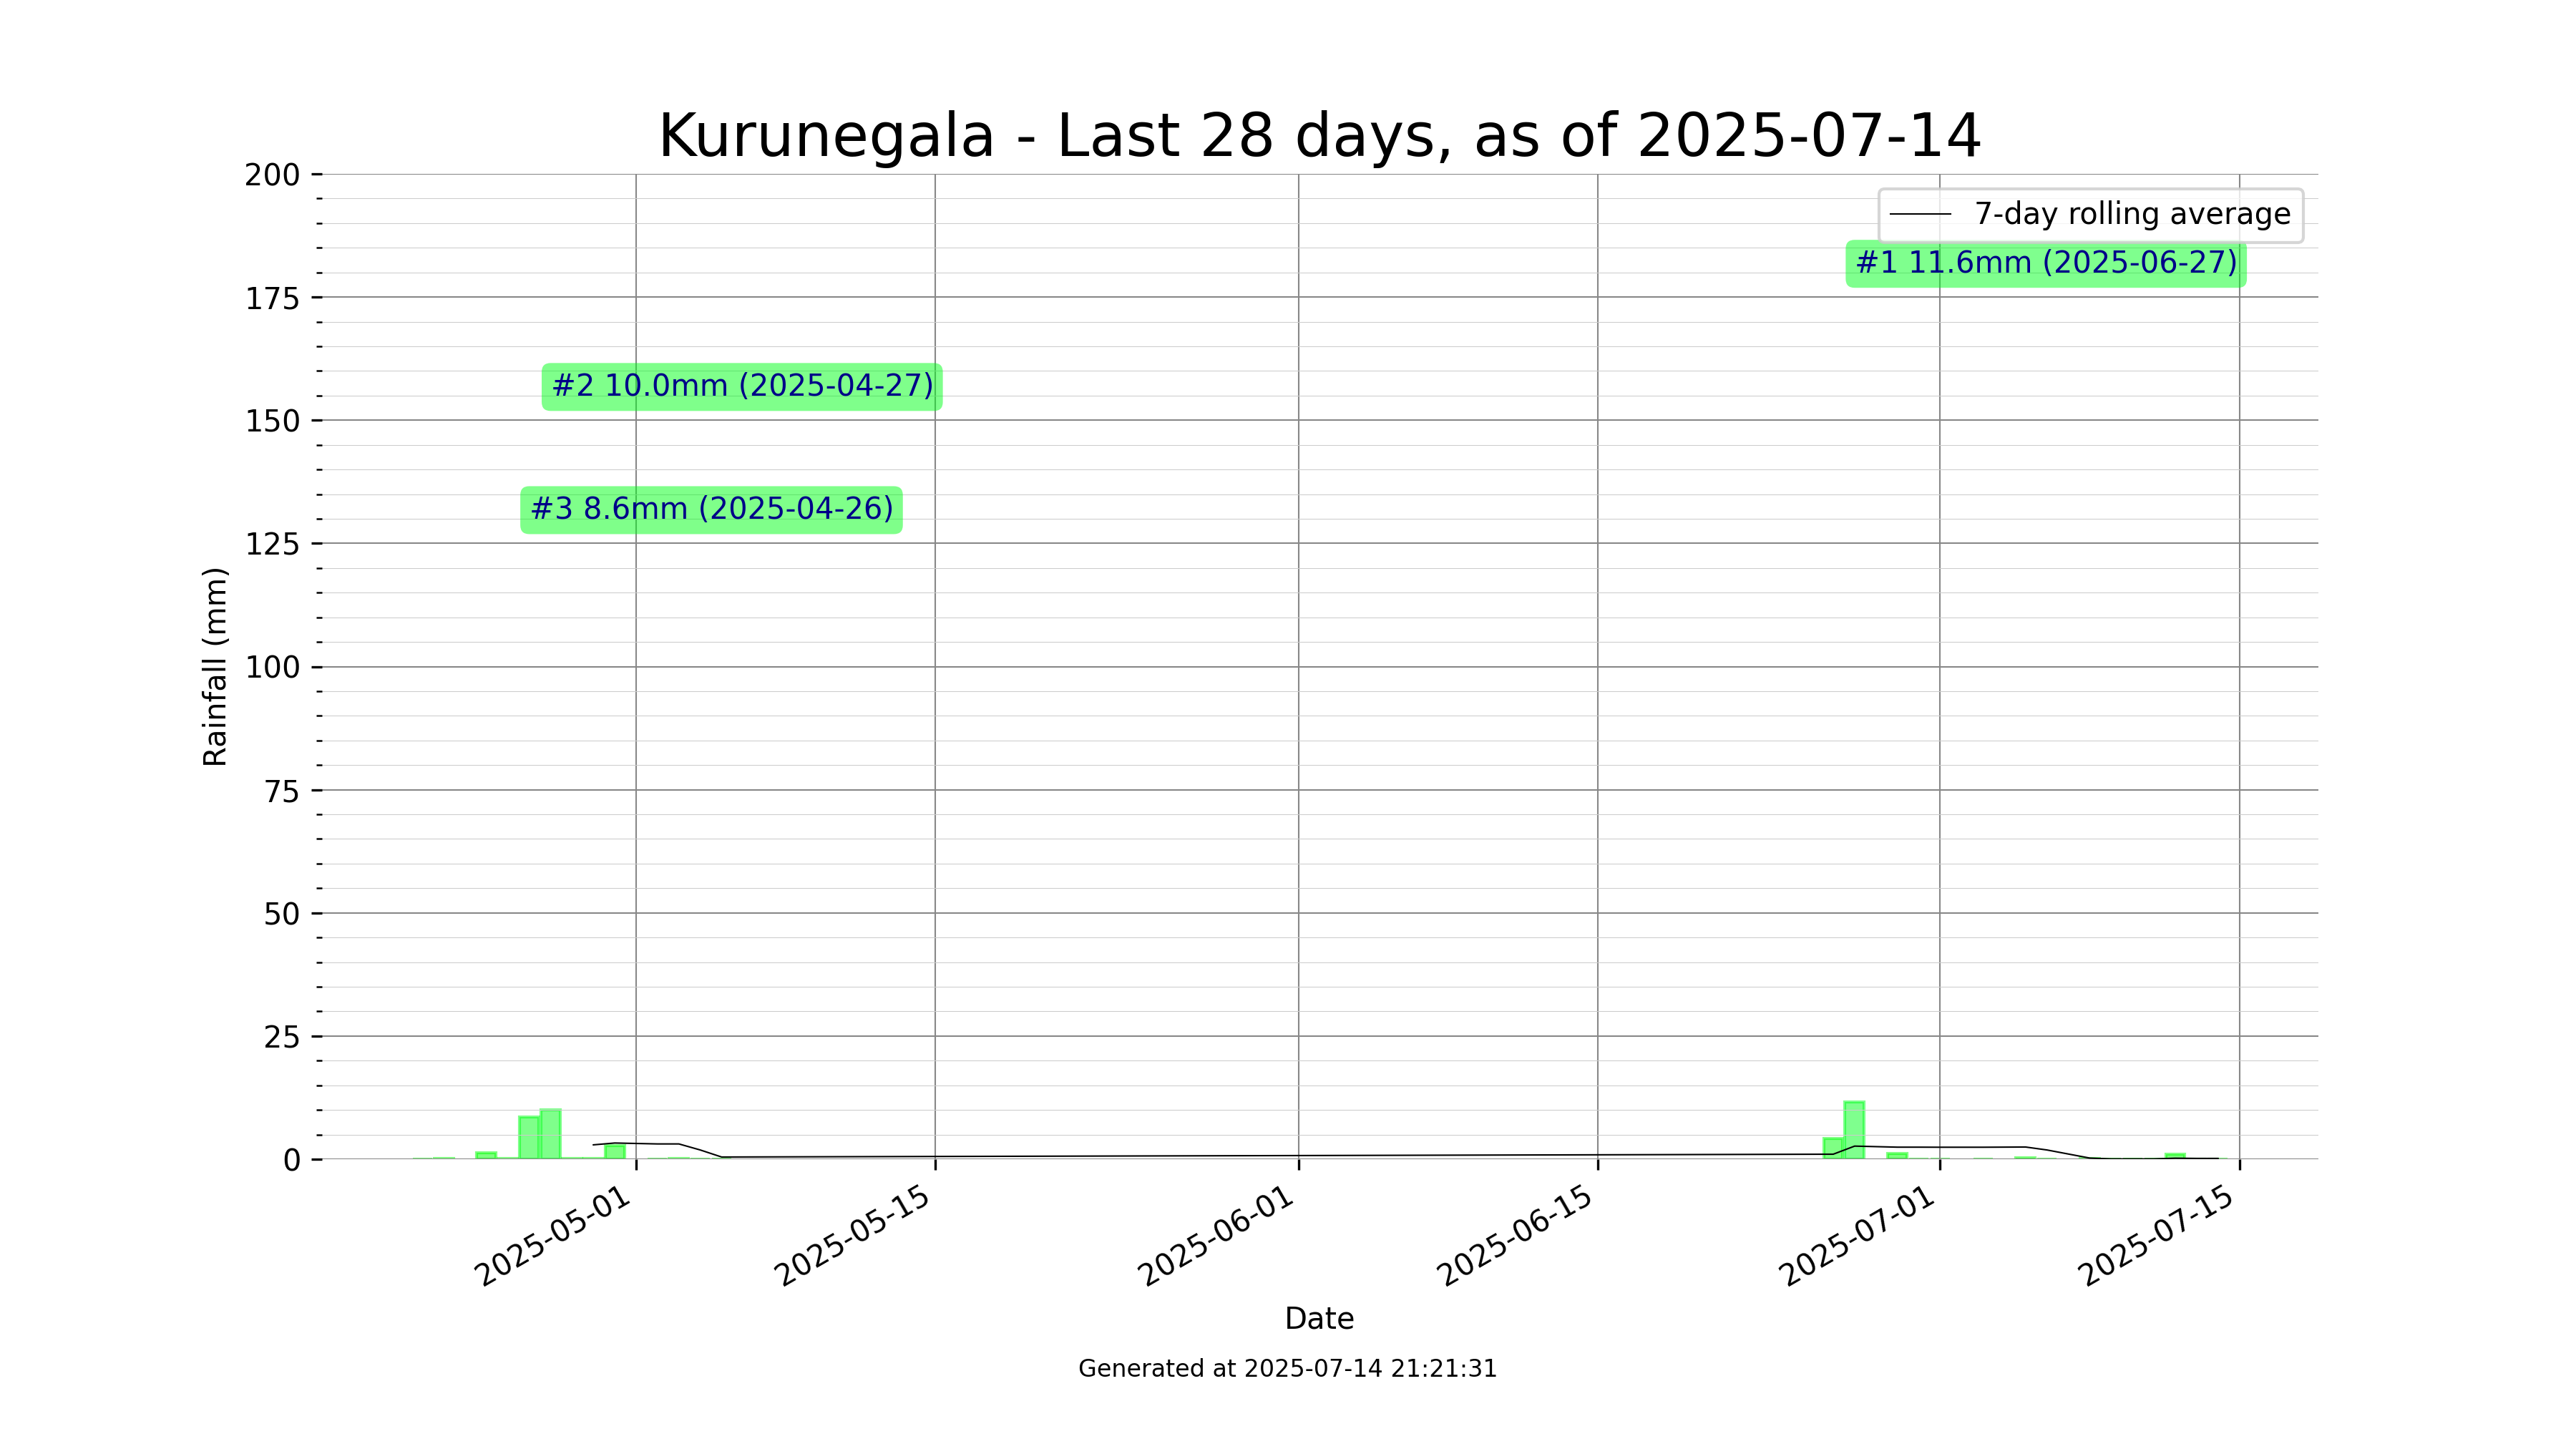 Kurunegala - Last 28 days, as of 2025-07-14
200
175
150
125
100
75
50
25
0
Rainfall (mm)
7-day rolling average
#1 11.6mm (2025-06-27)
#2 10.0mm (2025-04-27)
#3 8.6mm (2025-04-26)
2025-05-01
2025-05-15
2025-06-01
2025-06-15
2025-07-01
2025-07-15
Date
Generated at 2025-07-14 21:21:31